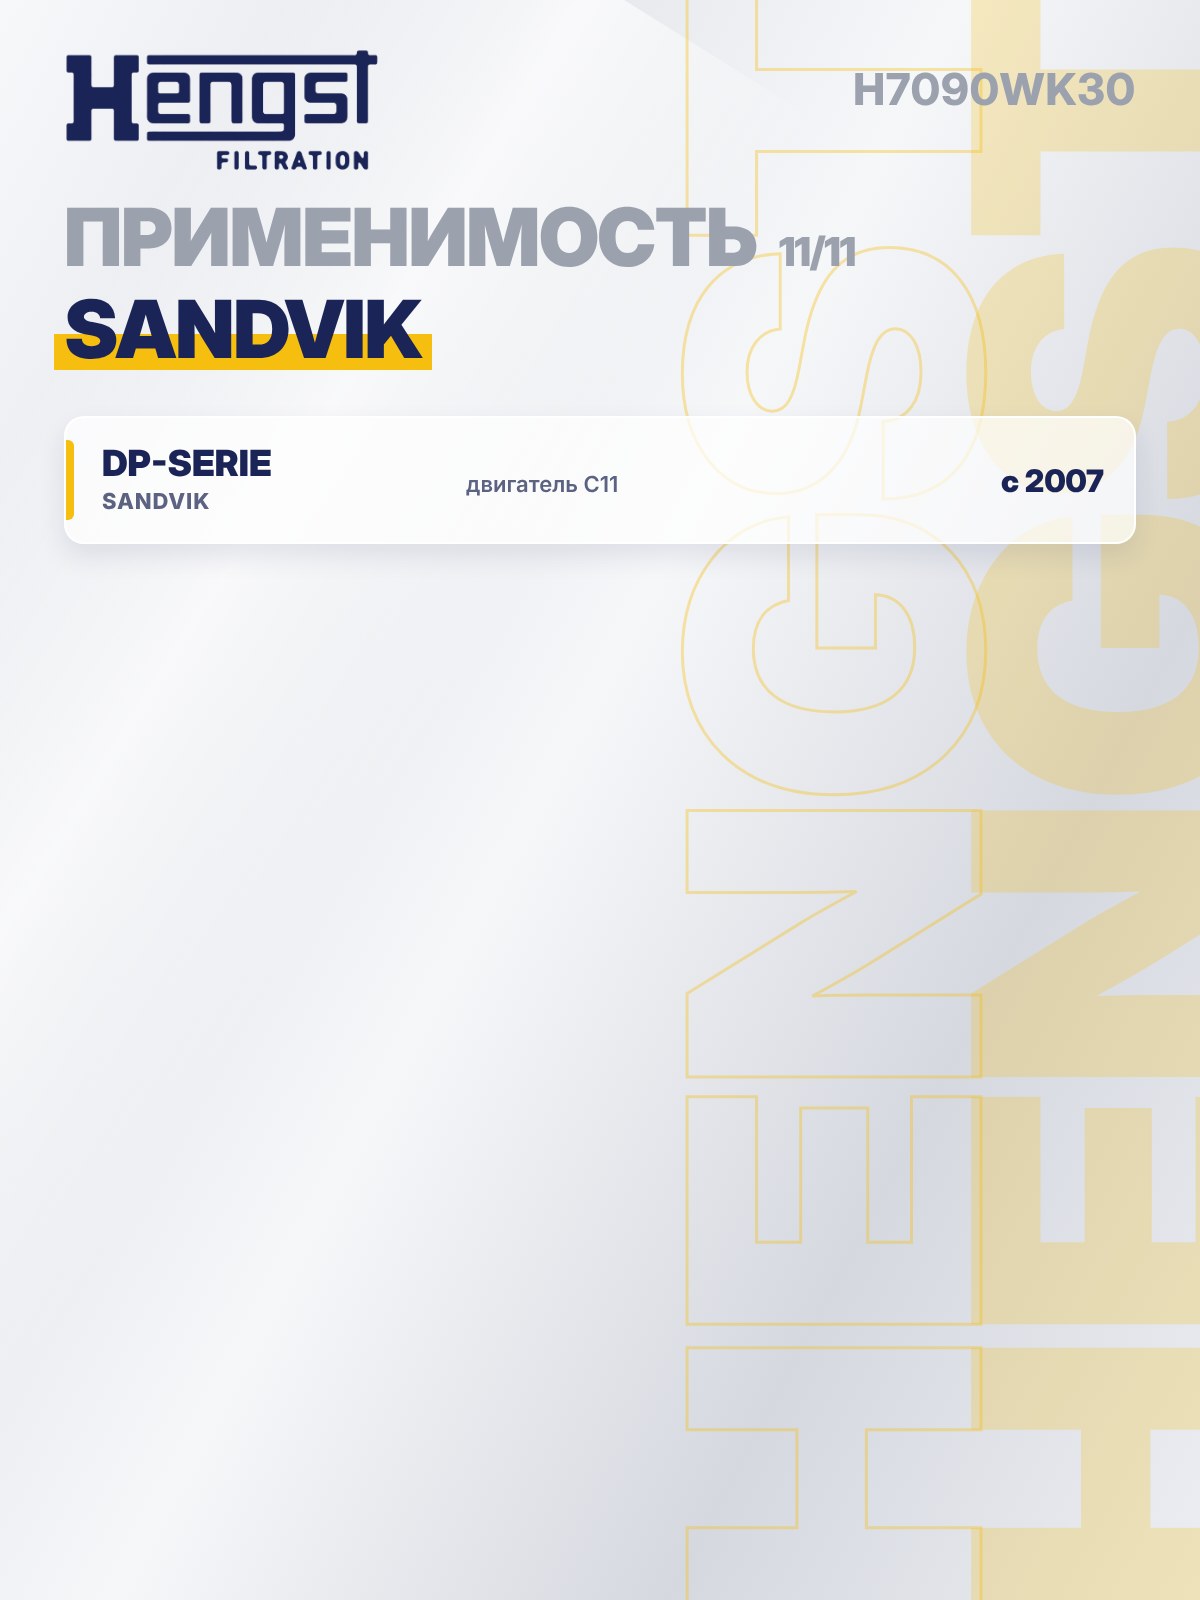 Hengst
FILTRATION
H7090WK30
ПРИМЕНИМОСТЬ 11/11
SANDVIK
DP-SERIE
SANDVIK
двигатель C11
с 2007
HENGST
HENGST